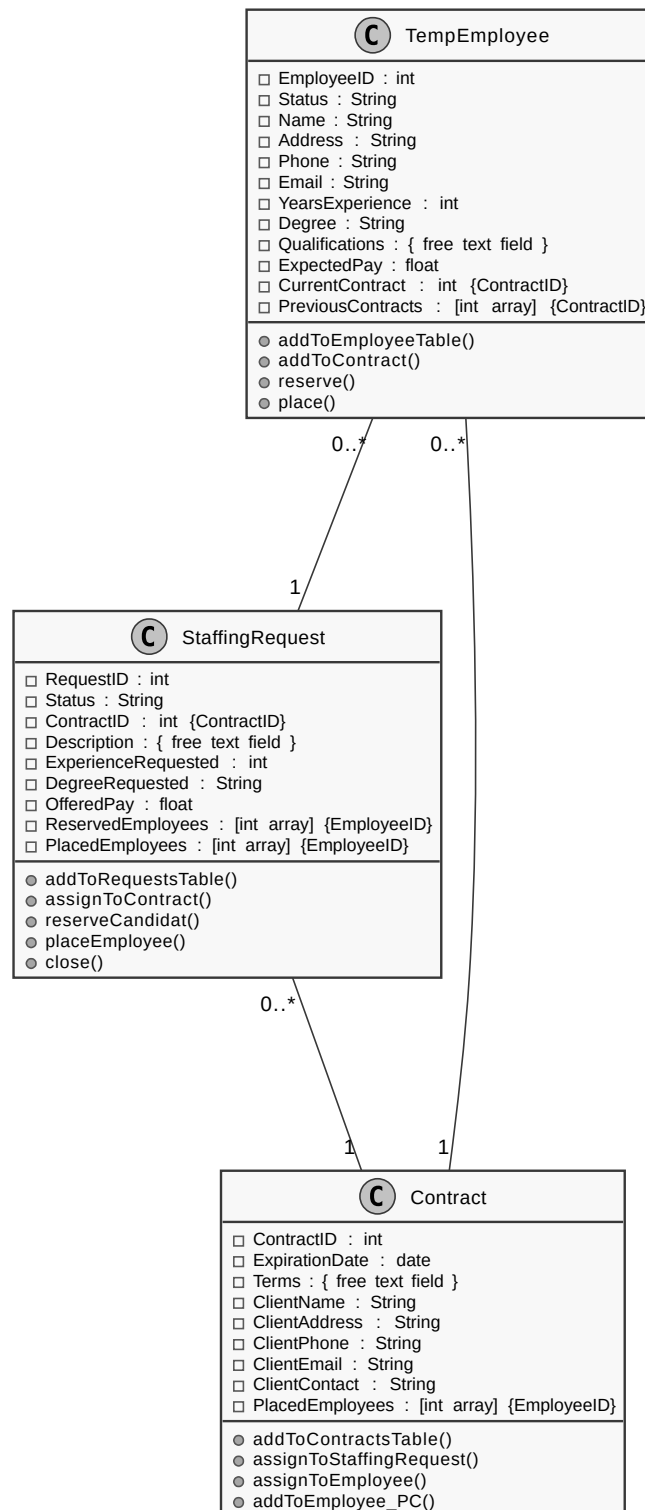 C TempEmployee
EmployeeID : int
Status : String
Name : String
Address : String
Phone : String
Email : String
YearsExperience : int
Degree : String
Qualifications : { free text field }
ExpectedPay : float
CurrentContract : int {ContractID}
PreviousContracts : [int array] {ContractID}
addToEmployeeTable()
addToContract()
reserve()
place()
0..* 0..*
1
C StaffingRequest
RequestID : int
Status : String
ContractID : int {ContractID}
Description : { free text field }
ExperienceRequested : int
DegreeRequested : String
OfferedPay : float
ReservedEmployees : [int array] {EmployeeID}
PlacedEmployees : [int array] {EmployeeID}
addToRequestsTable()
assignToContract()
reserveCandidat()
placeEmployee()
close()
0..*
1 1
C Contract
ContractID : int
ExpirationDate : date
Terms : { free text field }
ClientName : String
ClientAddress : String
ClientPhone : String
ClientEmail : String
ClientContact : String
PlacedEmployees : [int array] {EmployeeID}
addToContractsTable()
assignToStaffingRequest()
assignToEmployee()
addToEmployee_PC()